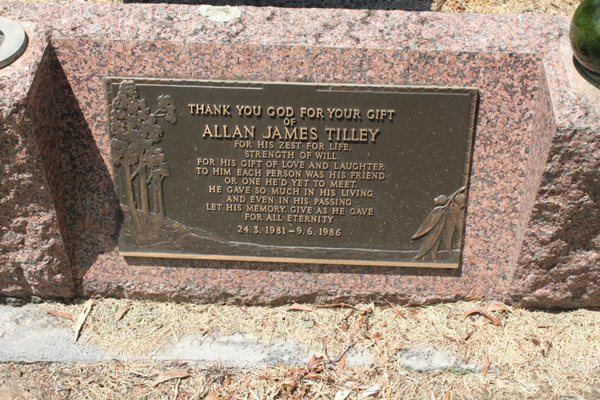 THANK YOU GOD FOR YOUR GIFT
OF
ALLAN JAMES TILLEY
FOR HIS ZEST FOR LIFE,
STRENGTH OF WILL,
FOR HIS GIFT OF LOVE AND LAUGHTER
TO HIM EACH PERSON WAS HIS FRIEND
OR ONE HE'D YET TO MEET.
HE GAVE SO MUCH IN HIS LIVING,
AND EVEN IN HIS PASSING
LET HIS MEMORY GIVE AS HE GAVE
FOR ALL ETERNITY
24.3.1981 - 9.6.1986